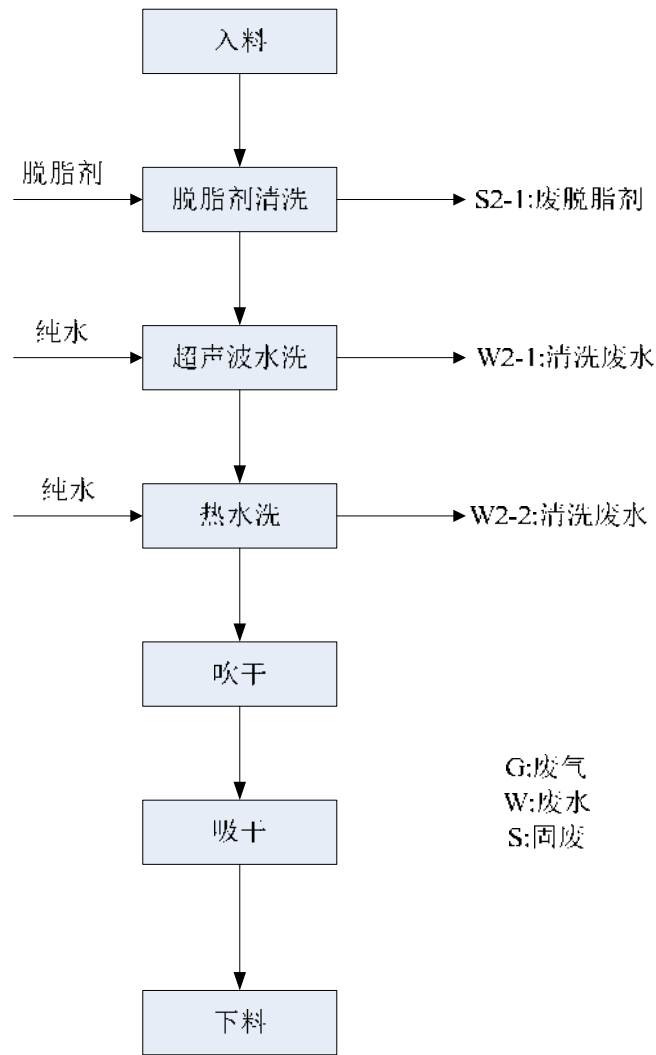 入料
脱脂剂
脱脂剂清洗
S2-1:废脱脂剂
纯水
超声波水洗
W2-1:清洗废水
纯水
热水洗
W2-2:清洗废水
吹干
G:废气
W:废水
S:固废
吸干
下料